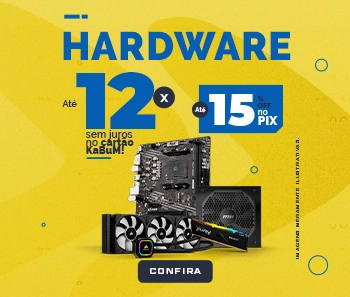 HARDWARE
Até
12
x
sem juros
no cartão
KaBuM!
Até
15
%
OFF
no
PIX
IMAGENS MERAMENTE ILUSTRATIVAS.
CONFIRA